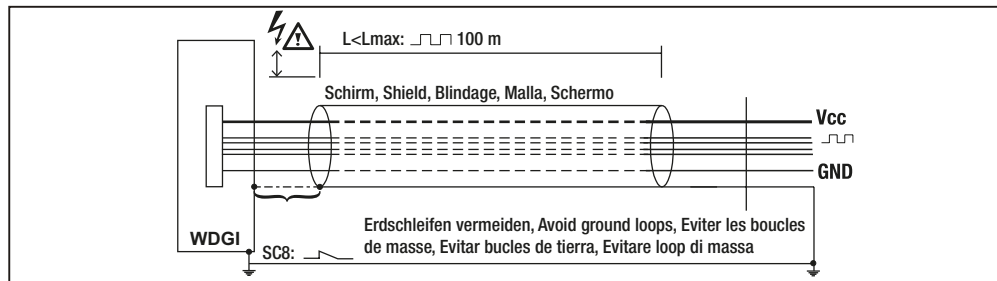 L<Lmax: 100 m
Schirm, Shield, Blindage, Malla, Schermo
Vcc
GND
Erdschleifen vermeiden, Avoid ground loops, Eviter les boucles
de masse, Evitar bucles de tierra, Evitare loop di massa
WDGI
SC8: